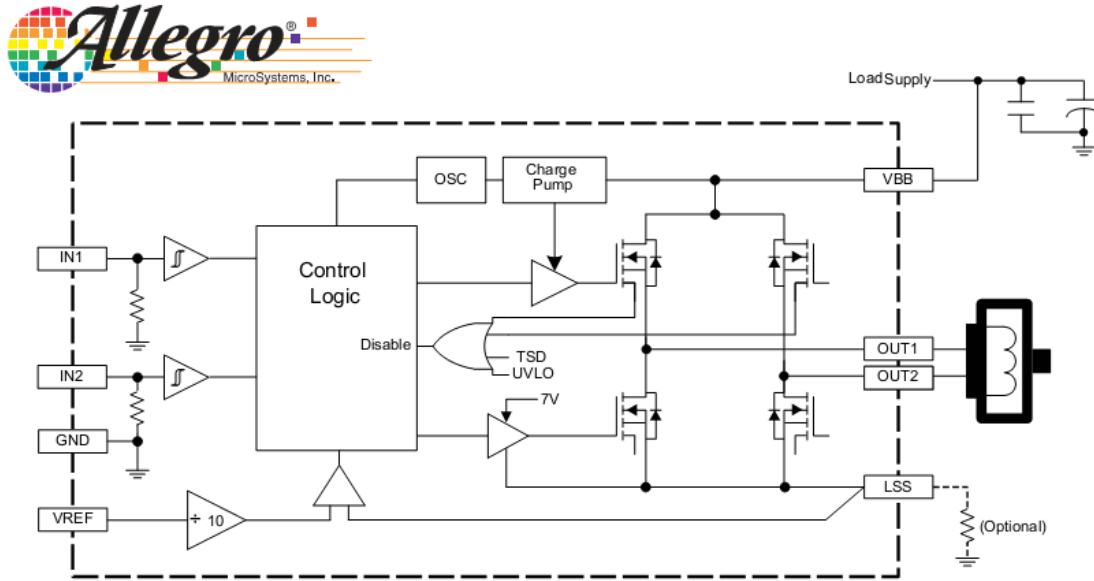 Allegro®
MicroSystems, Inc.
Load Supply
OSC
Charge
Pump
VBB
IN1
Control
Logic
Disable
TSD
UVLO
OUT1
IN2
OUT2
7V
GND
LSS
VREF
÷ 10
(Optional)